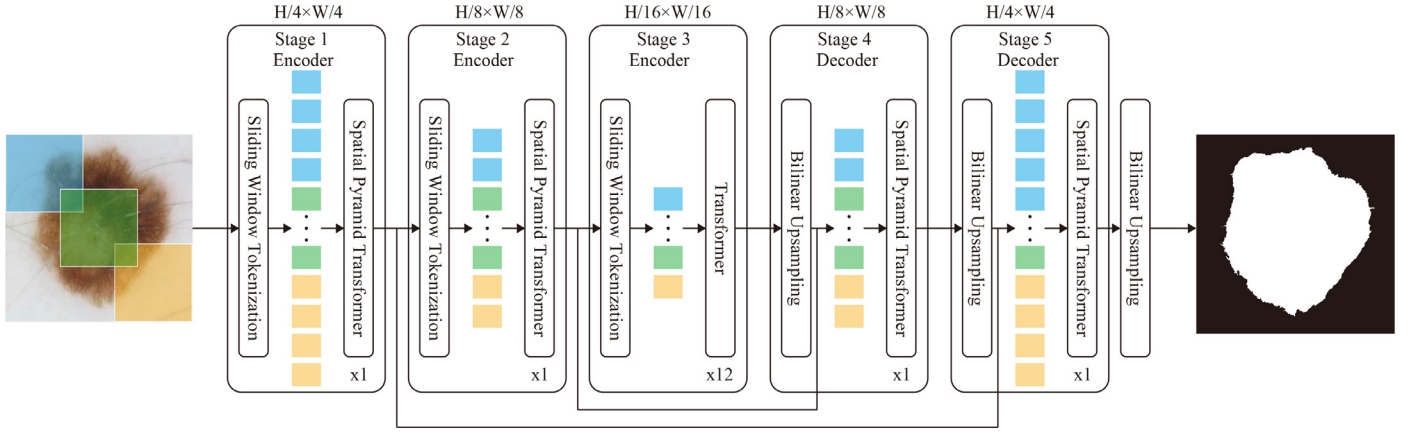 H/4×W/4
Stage 1
Encoder
Sliding Window Tokenization
Spatial Pyramid Transformer
x1
H/8×W/8
Stage 2
Encoder
Sliding Window Tokenization
Spatial Pyramid Transformer
x1
H/16×W/16
Stage 3
Encoder
Sliding Window Tokenization
Transformer
x12
H/8×W/8
Stage 4
Decoder
Bilinear Upsampling
Spatial Pyramid Transformer
x1
H/4×W/4
Stage 5
Decoder
Bilinear Upsampling
Spatial Pyramid Transformer
x1
Bilinear Upsampling